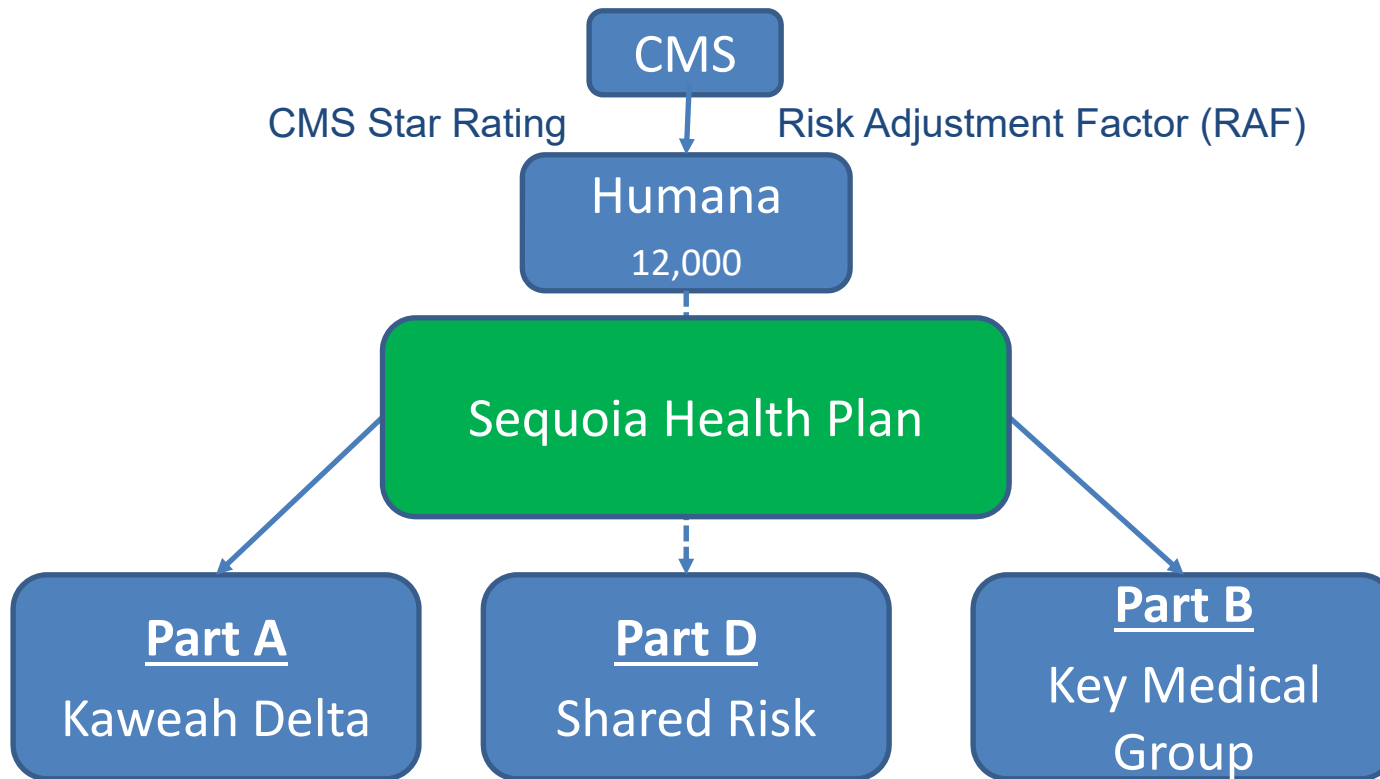 CMS
CMS Star Rating
Risk Adjustment Factor (RAF)
Humana
12,000
Sequoia Health Plan
Part A
Kaweah Delta
Part D
Shared Risk
Part B
Key Medical
Group